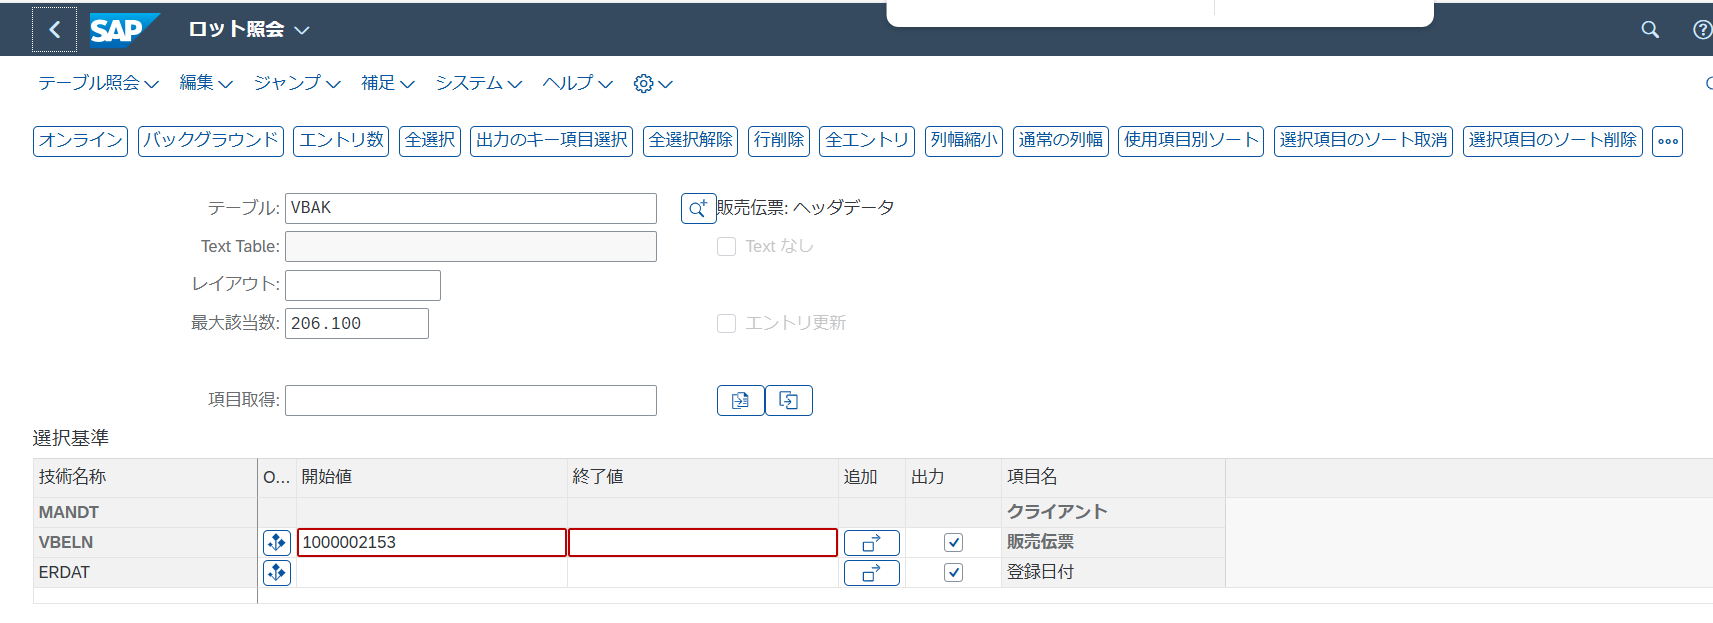 SAP ロット照会
テーブル照会 編集 ジャンプ 補足 システム ヘルプ
オンライン バックグラウンド エントリ数 全選択 出力のキー項目選択 全選択解除 行削除 全エントリ 列幅縮小 通常の列幅 使用項目別ソート 選択項目のソート取消 選択項目のソート削除
テーブル: VBAK 販売伝票: ヘッダデータ
Text Table: Text なし
レイアウト:
最大該当数: 206.100 エントリ更新
項目取得:
選択基準
技術名称 O... 開始値 終了値 追加 出力 項目名
MANDT クライアント
VBELN 1000002153 販売伝票
ERDAT 登録日付